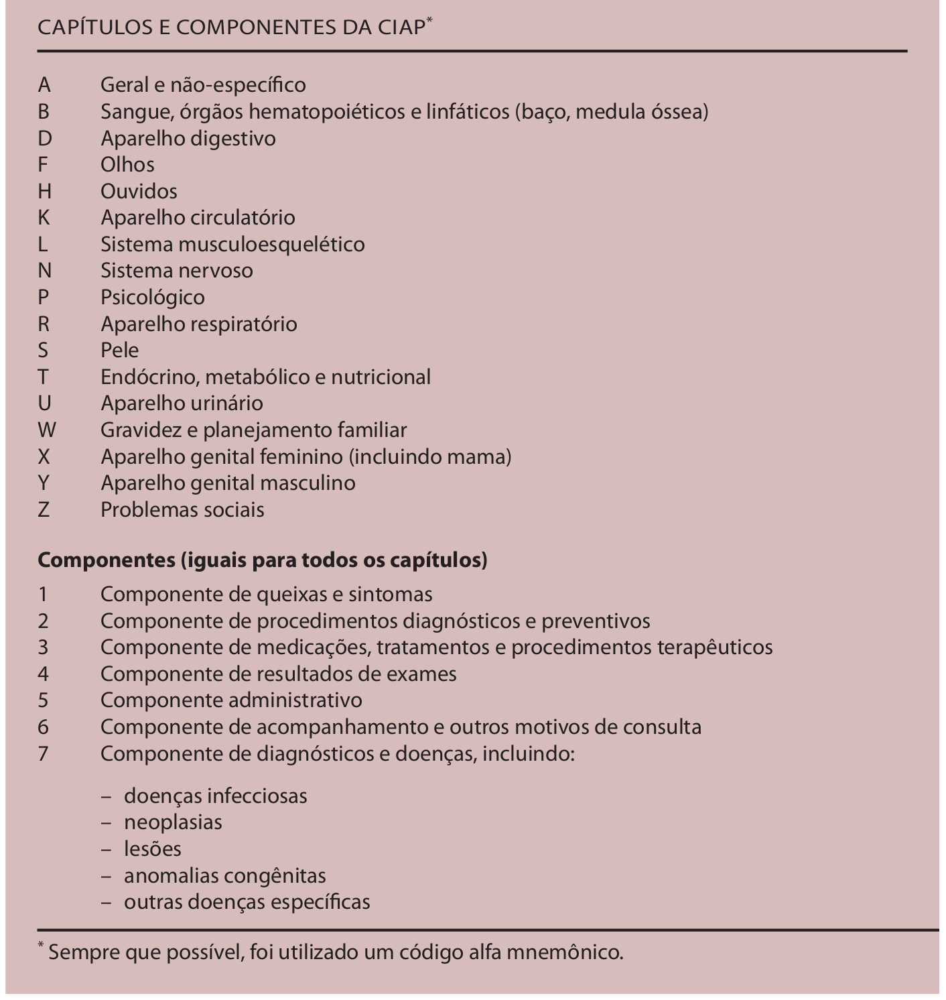 CAPÍTULOS E COMPONENTES DA CIAP*
A Geral e não-específico
B Sangue, órgãos hematopoiéticos e linfáticos (baço, medula óssea)
D Aparelho digestivo
F Olhos
H Ouvidos
K Aparelho circulatório
L Sistema musculoesquelético
N Sistema nervoso
P Psicológico
R Aparelho respiratório
S Pele
T Endócrino, metabólico e nutricional
U Aparelho urinário
W Gravidez e planejamento familiar
X Aparelho genital feminino (incluindo mama)
Y Aparelho genital masculino
Z Problemas sociais
Componentes (iguais para todos os capítulos)
1 Componente de queixas e sintomas
2 Componente de procedimentos diagnósticos e preventivos
3 Componente de medicações, tratamentos e procedimentos terapêuticos
4 Componente de resultados de exames
5 Componente administrativo
6 Componente de acompanhamento e outros motivos de consulta
7 Componente de diagnósticos e doenças, incluindo:
– doenças infecciosas
– neoplasias
– lesões
– anomalias congênitas
– outras doenças específicas
* Sempre que possível, foi utilizado um código alfa mnemônico.